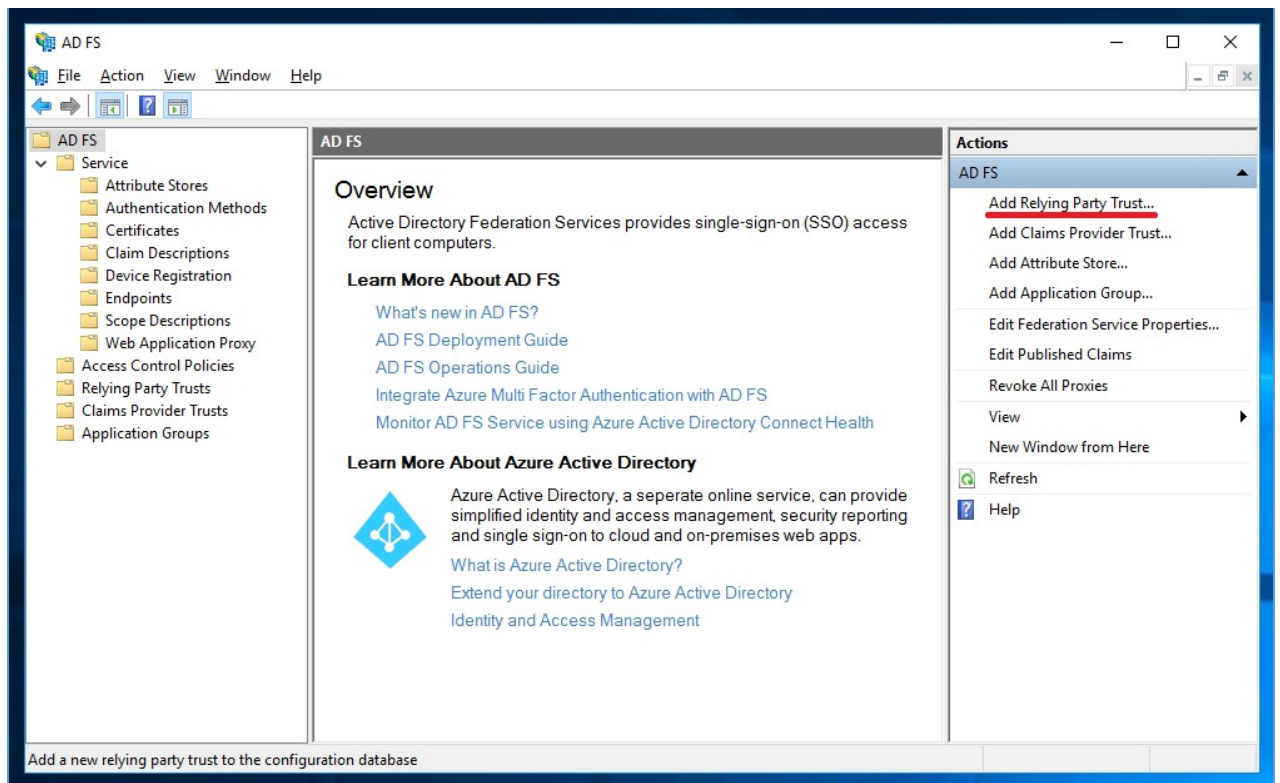 AD FS
File Action View Window Help
AD FS
Service
Attribute Stores
Authentication Methods
Certificates
Claim Descriptions
Device Registration
Endpoints
Scope Descriptions
Web Application Proxy
Access Control Policies
Relying Party Trusts
Claims Provider Trusts
Application Groups
AD FS
Overview
Active Directory Federation Services provides single-sign-on (SSO) access
for client computers.
Learn More About AD FS
What's new in AD FS?
AD FS Deployment Guide
AD FS Operations Guide
Integrate Azure Multi Factor Authentication with AD FS
Monitor AD FS Service using Azure Active Directory Connect Health
Learn More About Azure Active Directory
Azure Active Directory, a seperate online service, can provide
simplified identity and access management, security reporting
and single sign-on to cloud and on-premises web apps.
What is Azure Active Directory?
Extend your directory to Azure Active Directory
Identity and Access Management
Actions
AD FS
Add Relying Party Trust...
Add Claims Provider Trust...
Add Attribute Store...
Add Application Group...
Edit Federation Service Properties...
Edit Published Claims
Revoke All Proxies
View
New Window from Here
Refresh
Help
Add a new relying party trust to the configuration database